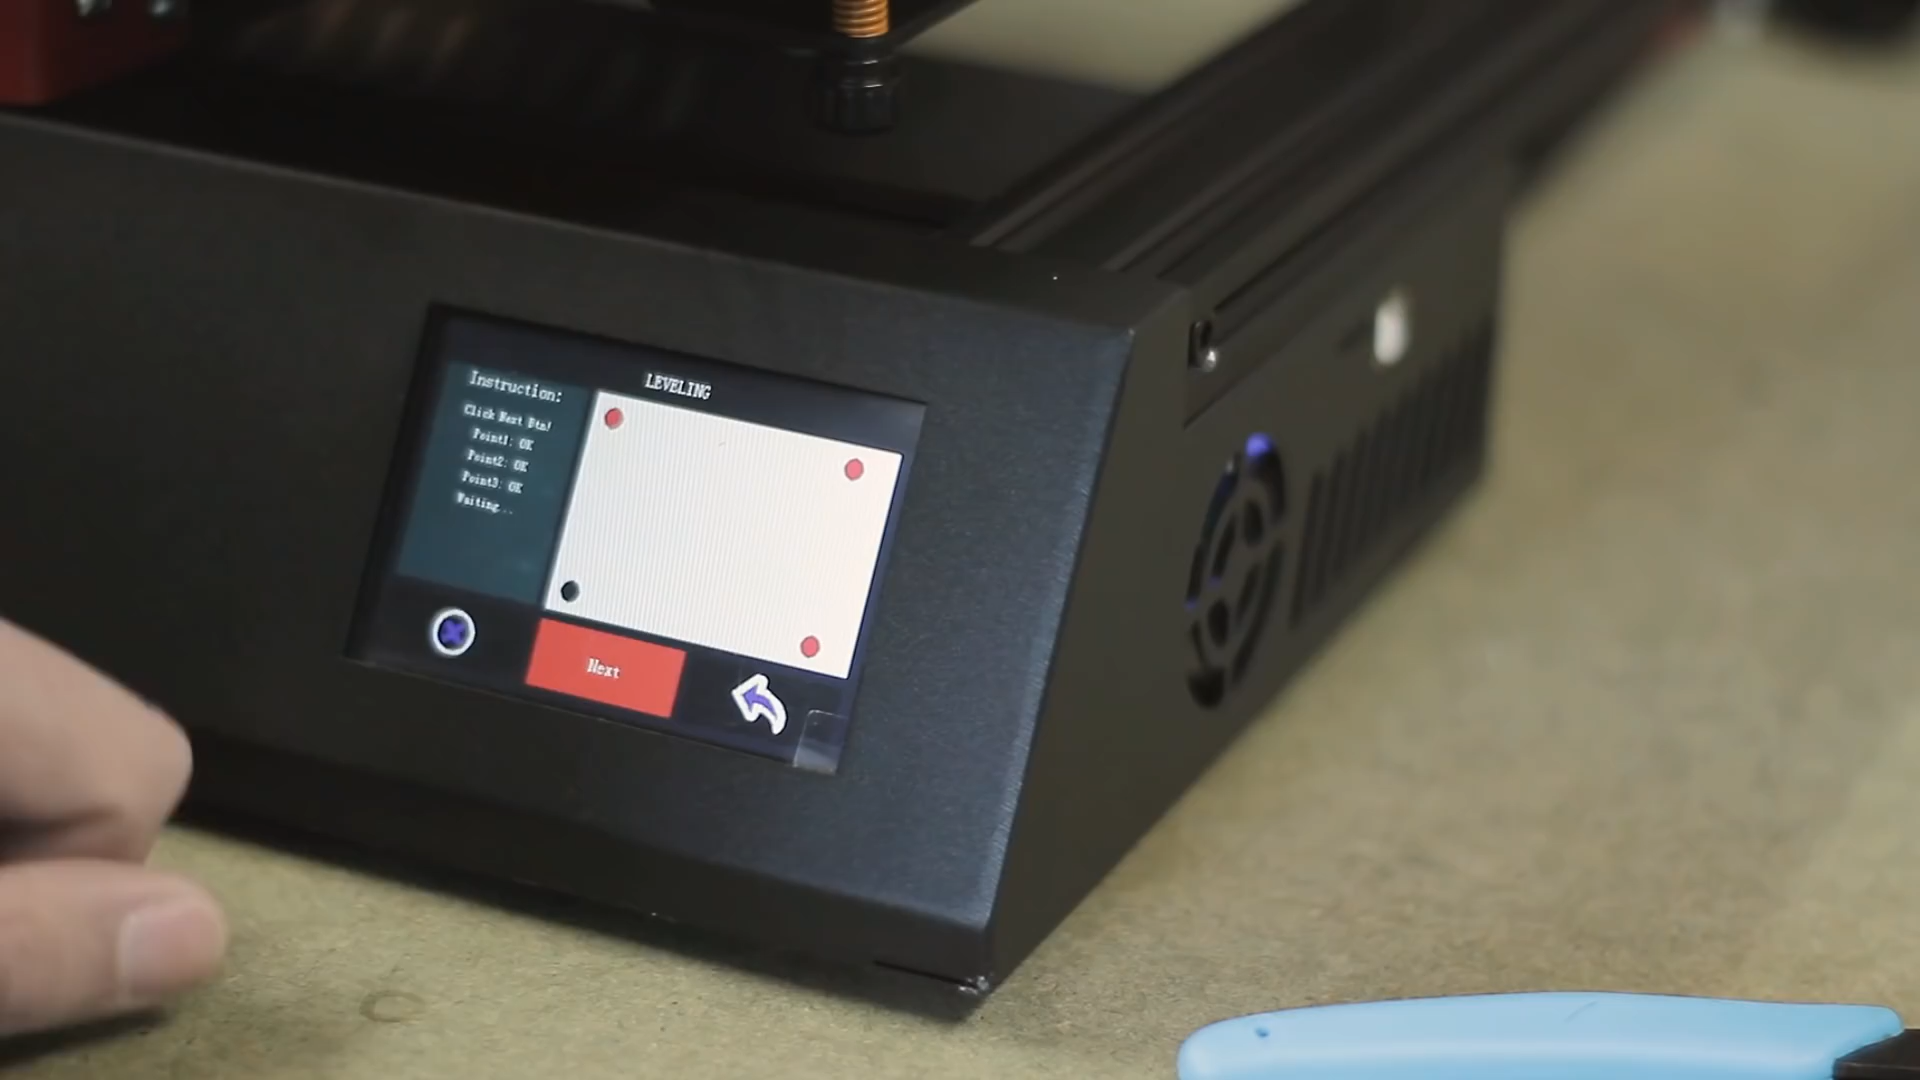 LEVELING
Instruction:
Click Next Btn!
Point1: OK
Point2: OK
Point3: OK
Waiting...
Next